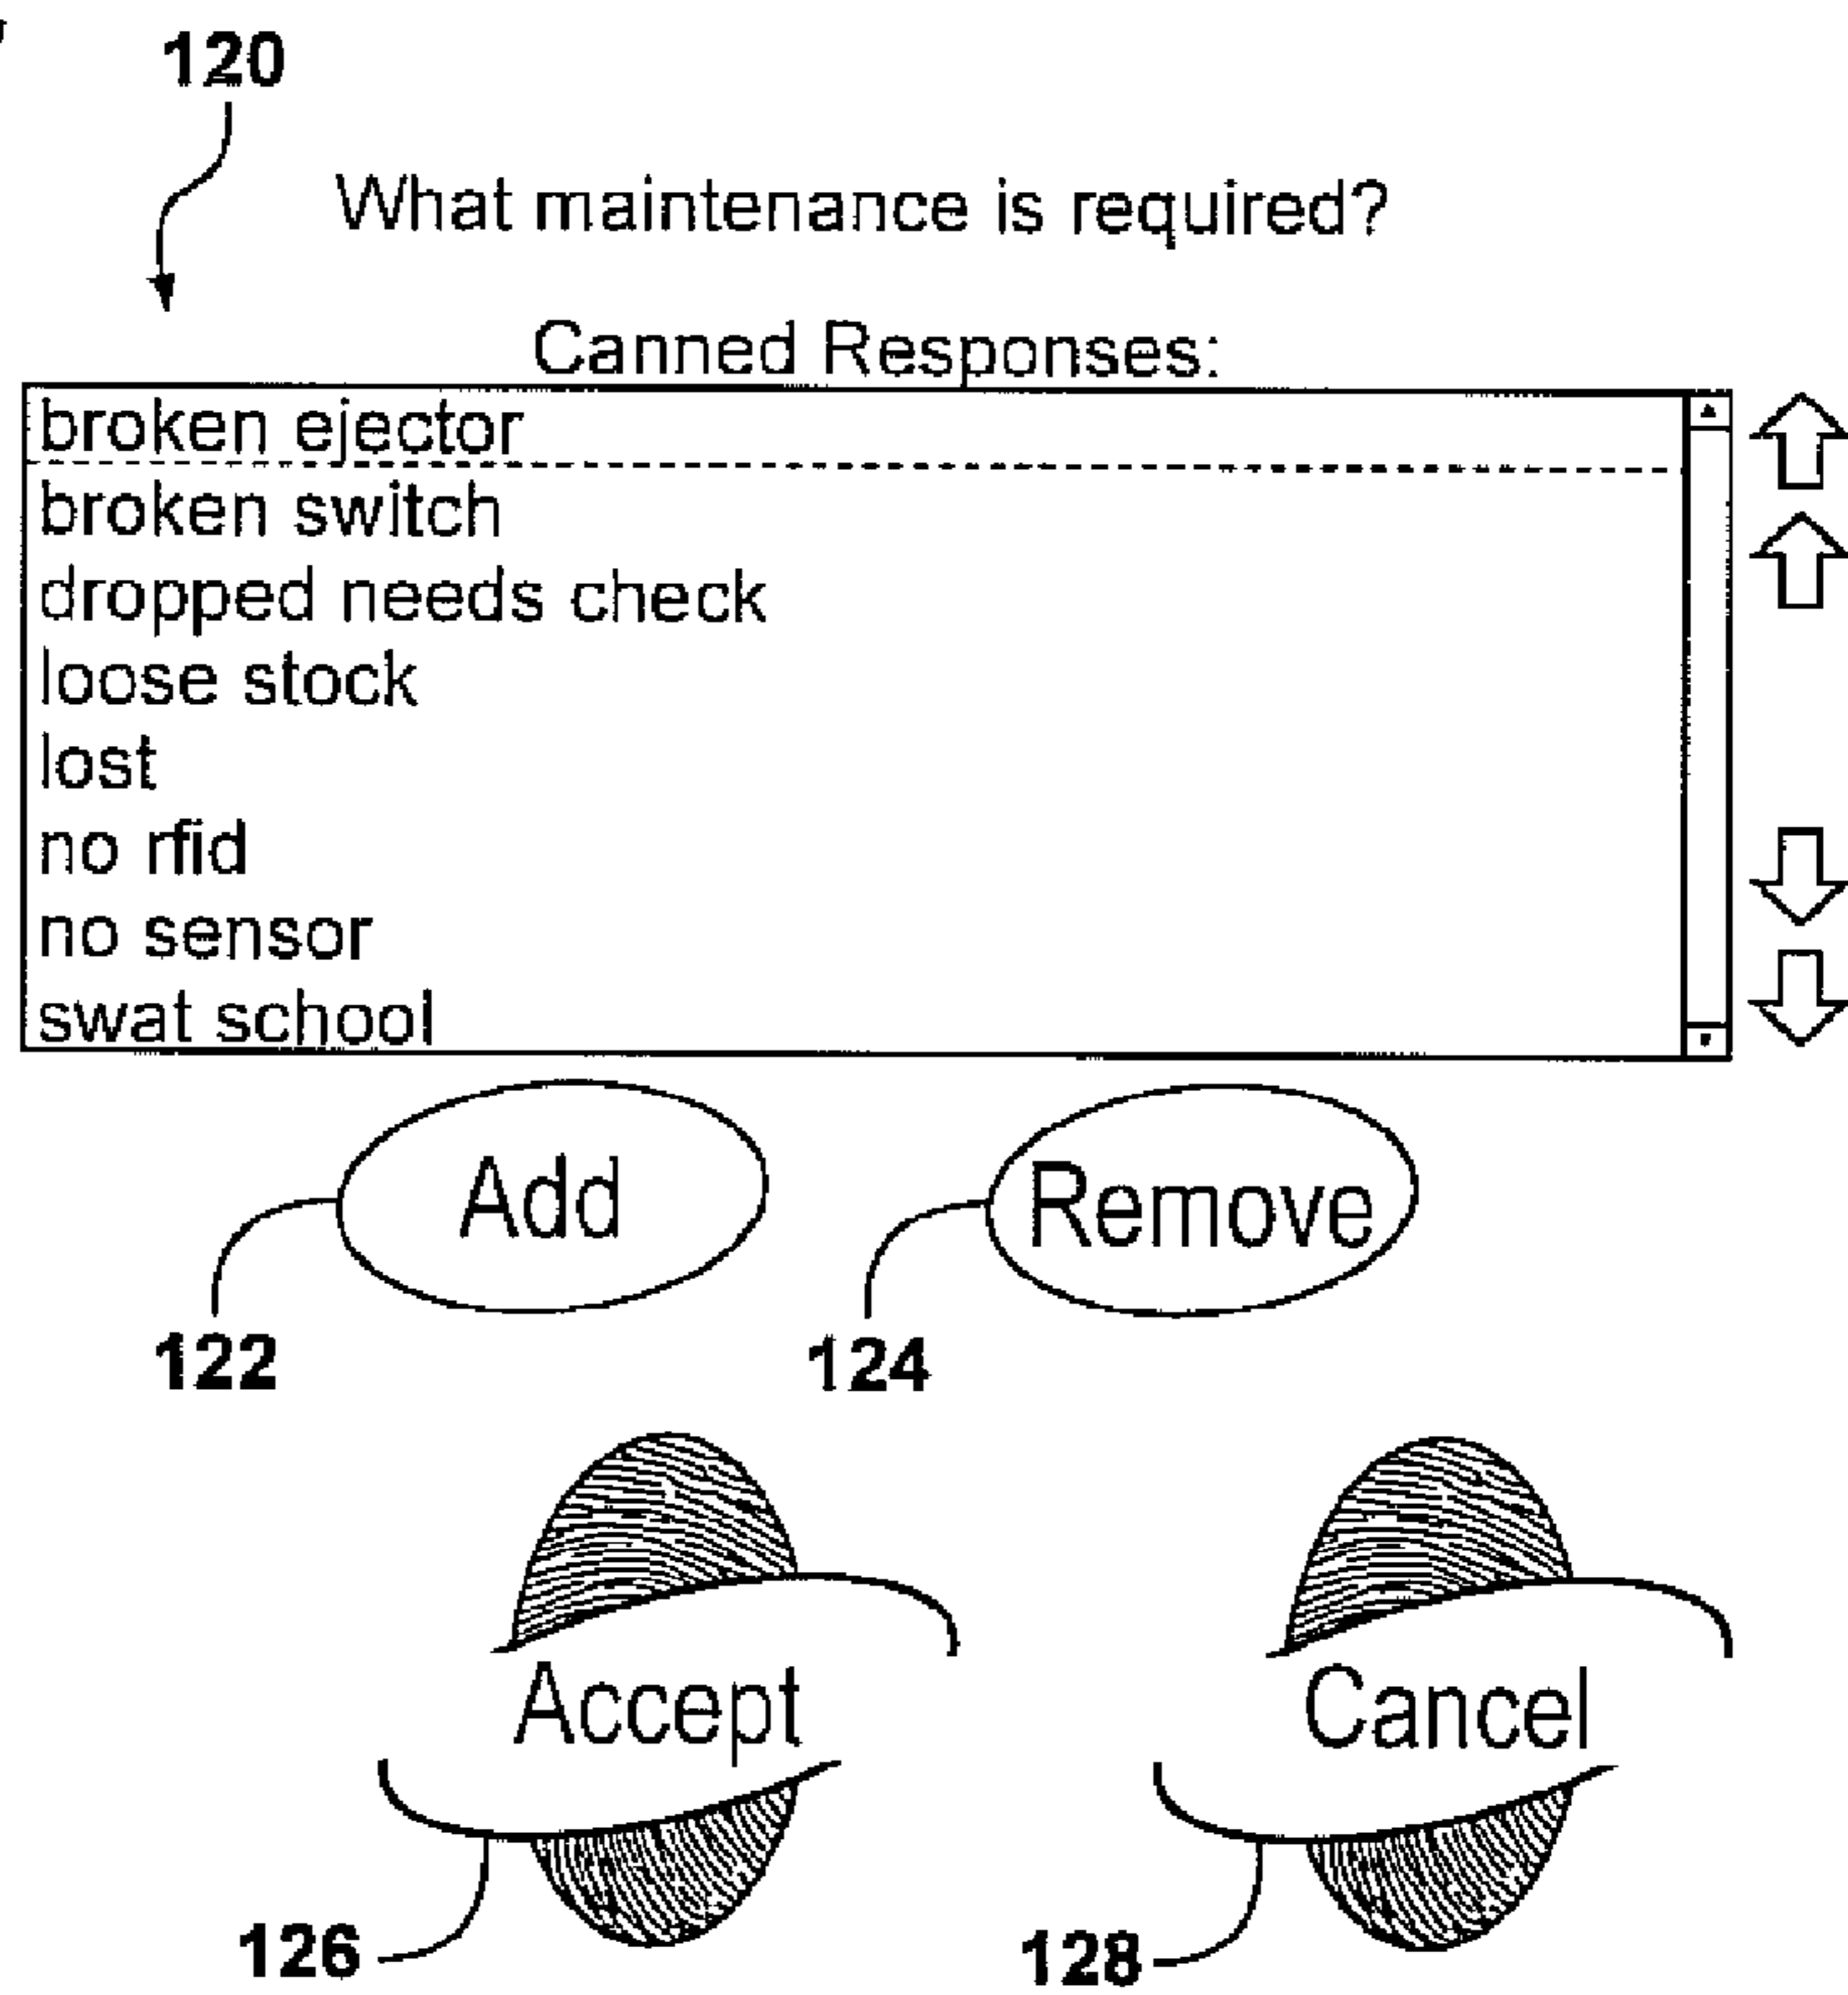 120
What maintenance is required?
Canned Responses:
broken ejector
broken switch
dropped needs check
loose stock
lost
no rfid
no sensor
swat school
Add
Remove
122
124
Accept
Cancel
126
128